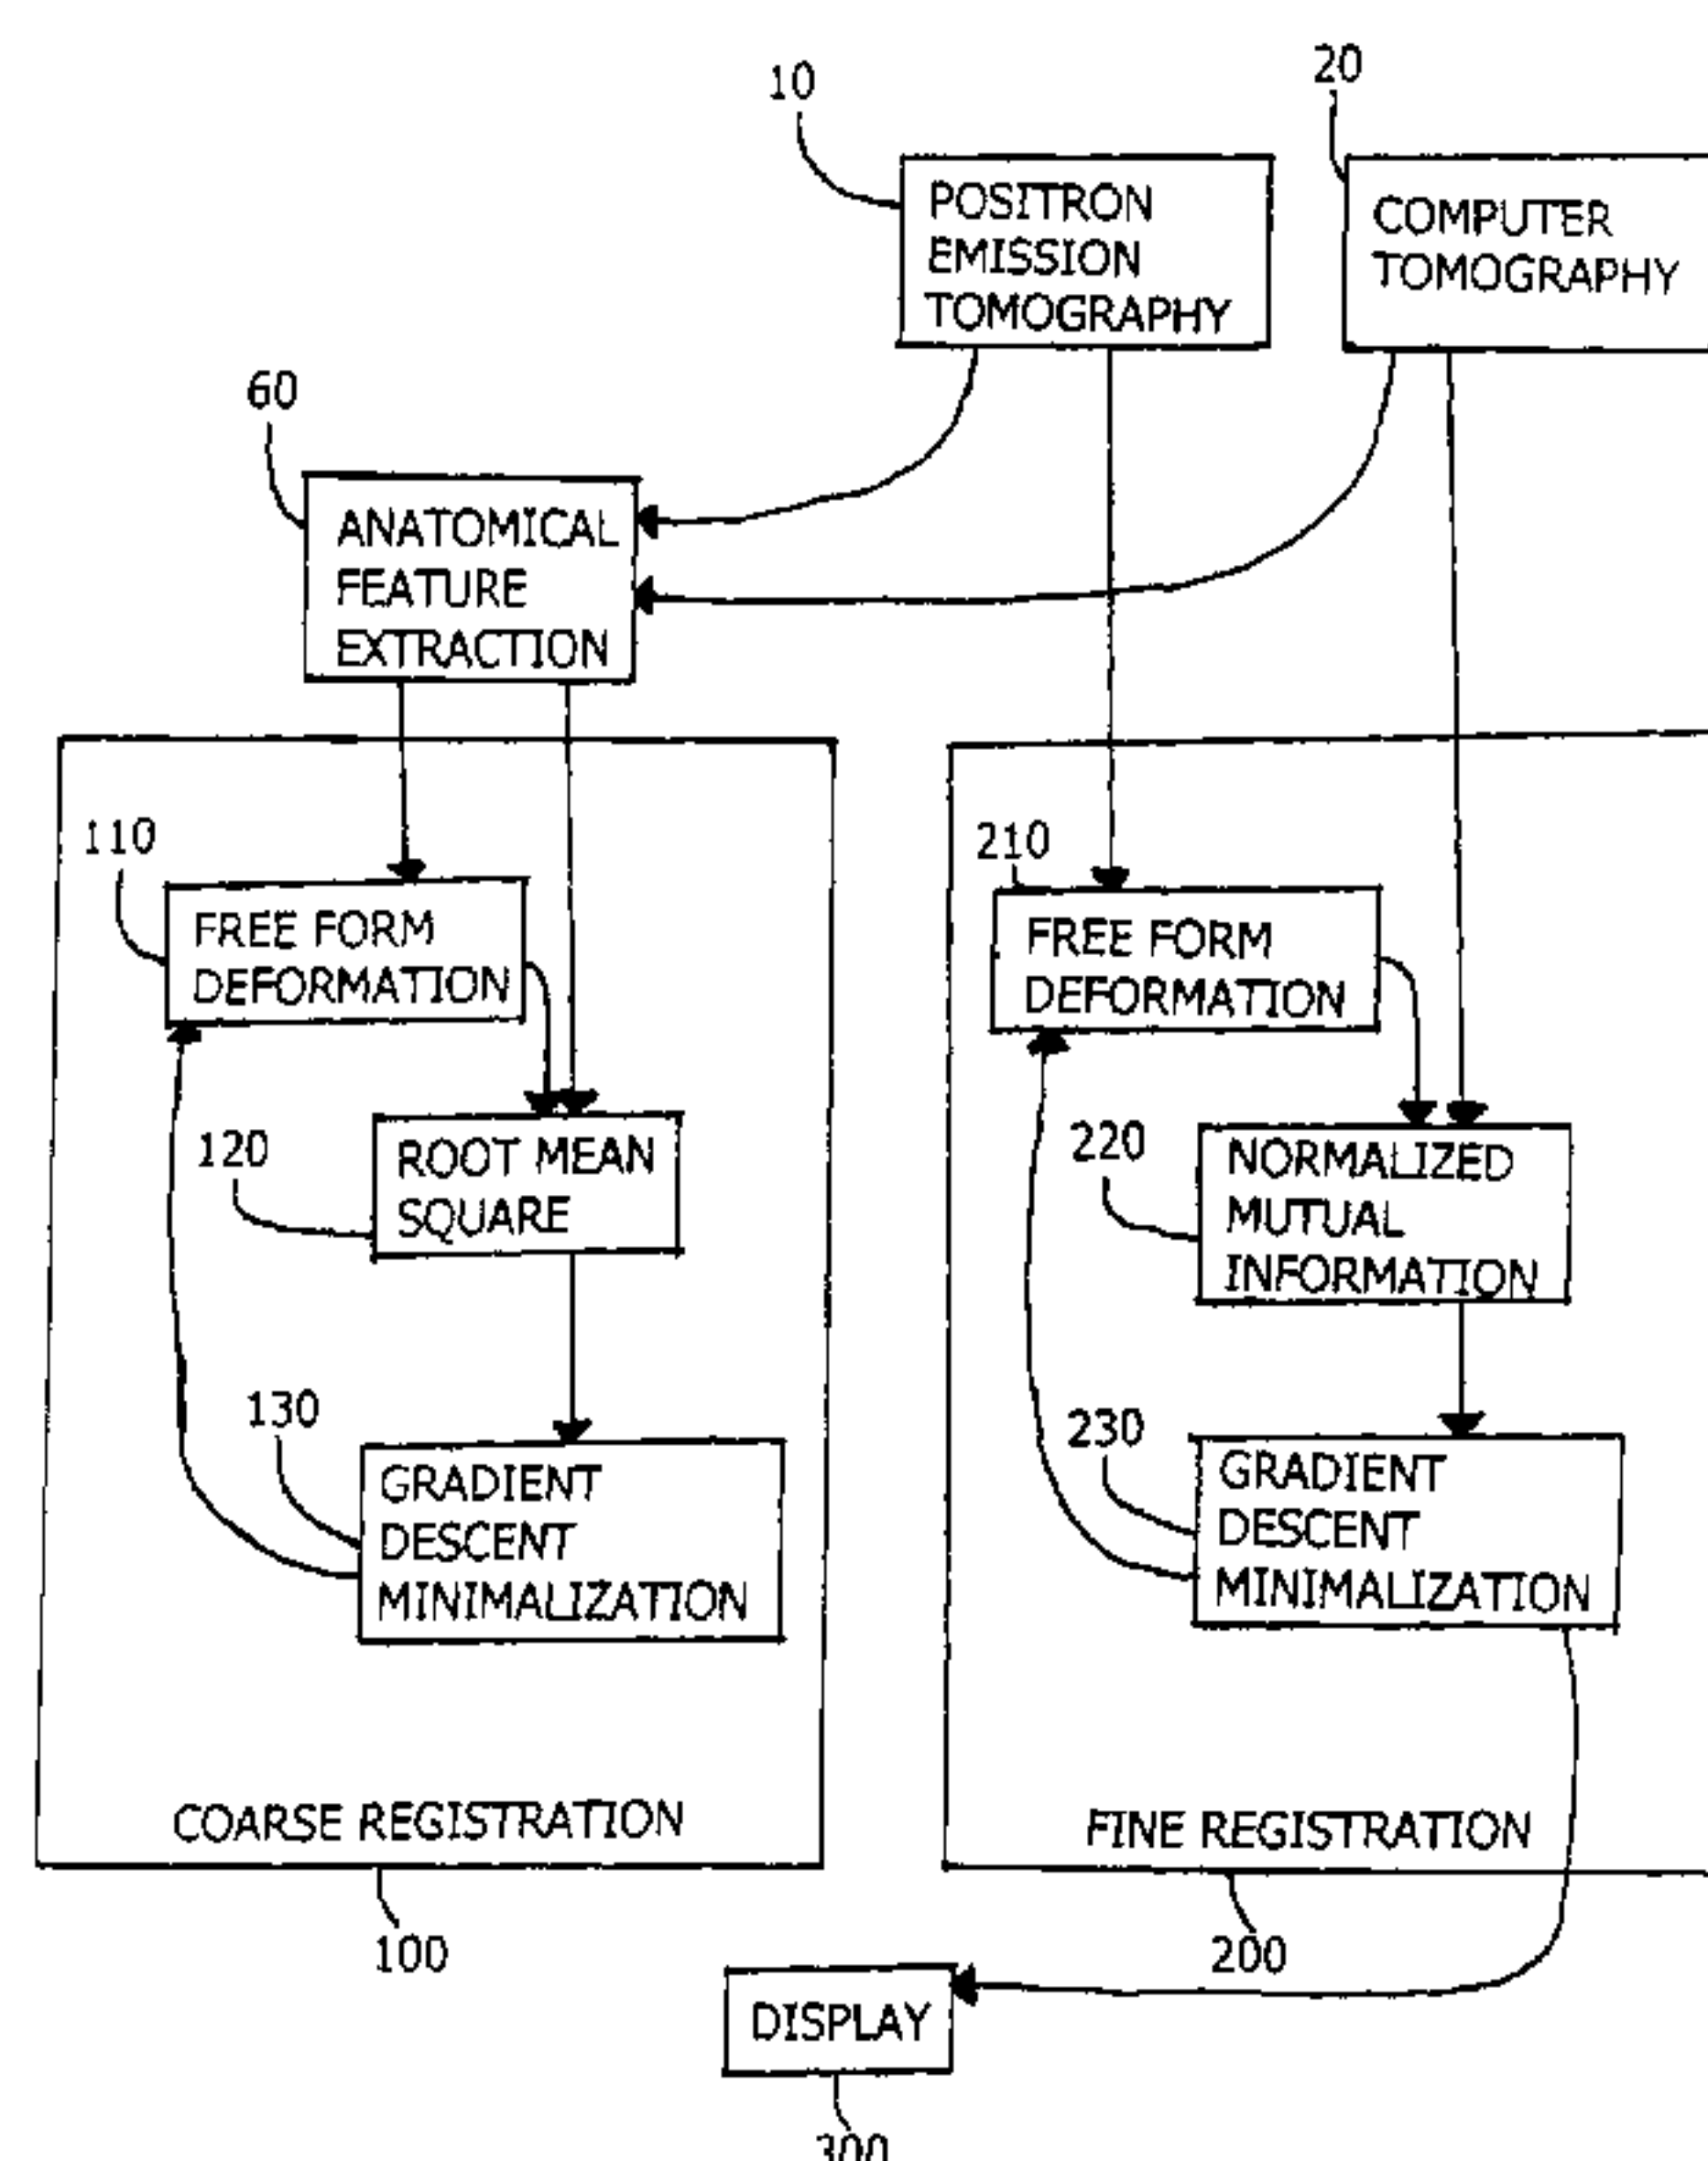 10
20
POSITRON
EMISSION
TOMOGRAPHY
COMPUTER
TOMOGRAPHY
60
ANATOMICAL
FEATURE
EXTRACTION
110
FREE FORM
DEFORMATION
120
ROOT MEAN
SQUARE
130
GRADIENT
DESCENT
MINIMALIZATION
COARSE REGISTRATION
100
210
FREE FORM
DEFORMATION
220
NORMALIZED
MUTUAL
INFORMATION
230
GRADIENT
DESCENT
MINIMALIZATION
FINE REGISTRATION
200
DISPLAY
300